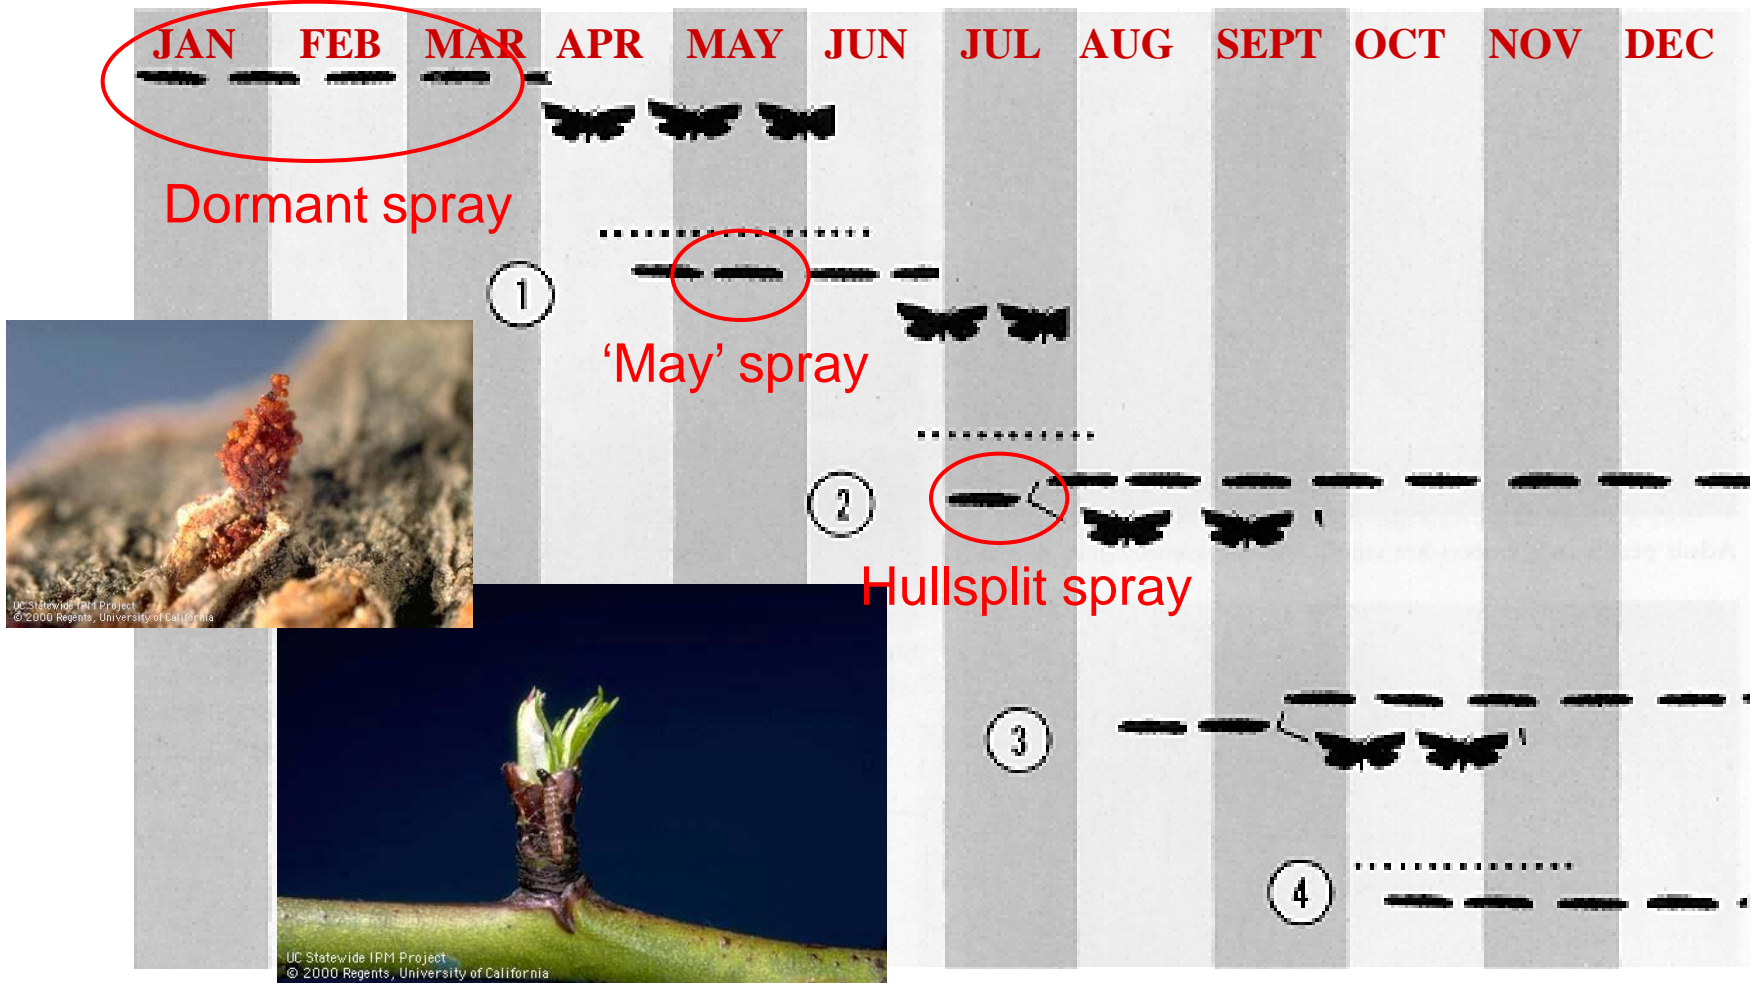 JAN FEB MAR APR MAY JUN JUL AUG SEPT OCT NOV DEC
Dormant spray
1
‘May’ spray
2
Hullsplit spray
UC Statewide IPM Project
© 2000 Regents, University of California
3
4
UC Statewide IPM Project
© 2000 Regents, University of California